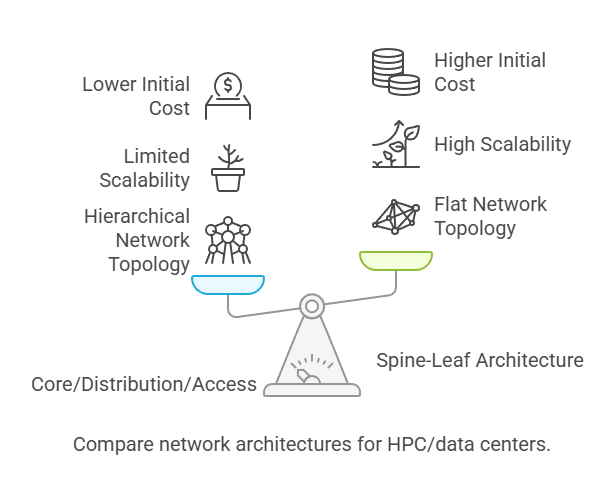 Lower Initial
Cost
Limited
Scalability
Hierarchical
Network
Topology
Higher Initial
Cost
High Scalability
Flat Network
Topology
Core/Distribution/Access
Spine-Leaf Architecture
Compare network architectures for HPC/data centers.